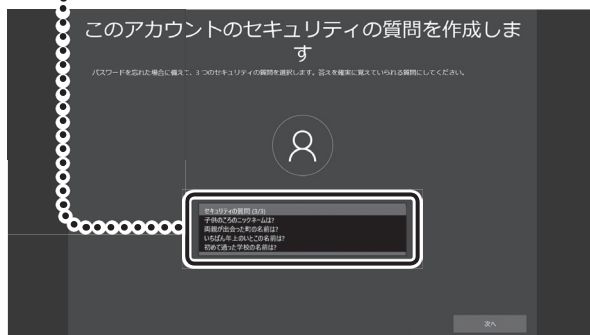 このアカウントのセキュリティの質問を作成しま
す
パスワードを忘れた場合に備えて、3 つのセキュリティの質問を選択します。答えを確実に覚えていられる質問にしてください。
セキュリティの質問 (3/3)
子供のころのニックネームは?
両親が出会った町の名前は?
いちばん年上のいとこの名前は?
初めて通った学校の名前は?
次へ